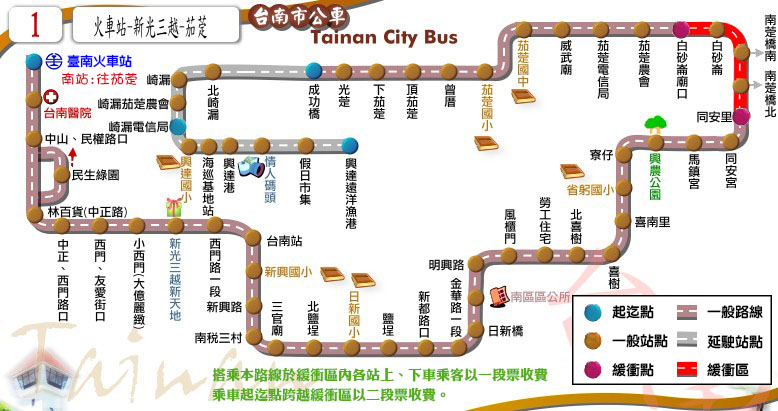 1
火車站-新光三越-茄萣
台南市公車
Tainan City Bus
臺南火車站
南站:往茄萣
台南醫院
中山、民權路口
民生綠園
林百貨(中正路)
中正、西門路口
西門、友愛街口
小西門(大億麗緻)
新光三越新天地
西門路一段
台南站
新興國小
新興路
南税三村
三官廟
北鹽埕
日新國小
鹽埕
新都路口
金華路一段
日新橋
南區區公所
明興路
風櫃門
勞工住宅
北喜樹
喜樹
喜南里
省躬國小
寮仔
興農公園
馬鎮宮
同安宮
同安里
南萣橋北
南萣橋南
白砂崙
白砂崙廟口
茄萣農會
茄萣電信局
威武廟
茄萣國中
茄萣國小
曾厝
頂茄萣
下茄萣
光萣
成功橋
北崎漏
崎漏
崎漏茄萣農會
崎漏電信局
興達國小
海巡基地站
興達港
情人碼頭
假日市集
興達遠洋漁港
起迄點
一般路線
一般站點
延駛站點
緩衝點
緩衝區
搭乘本路線於緩衝區內各站上、下車乘客以一段票收費
乘車起迄點跨越緩衝區以二段票收費。
Tainan